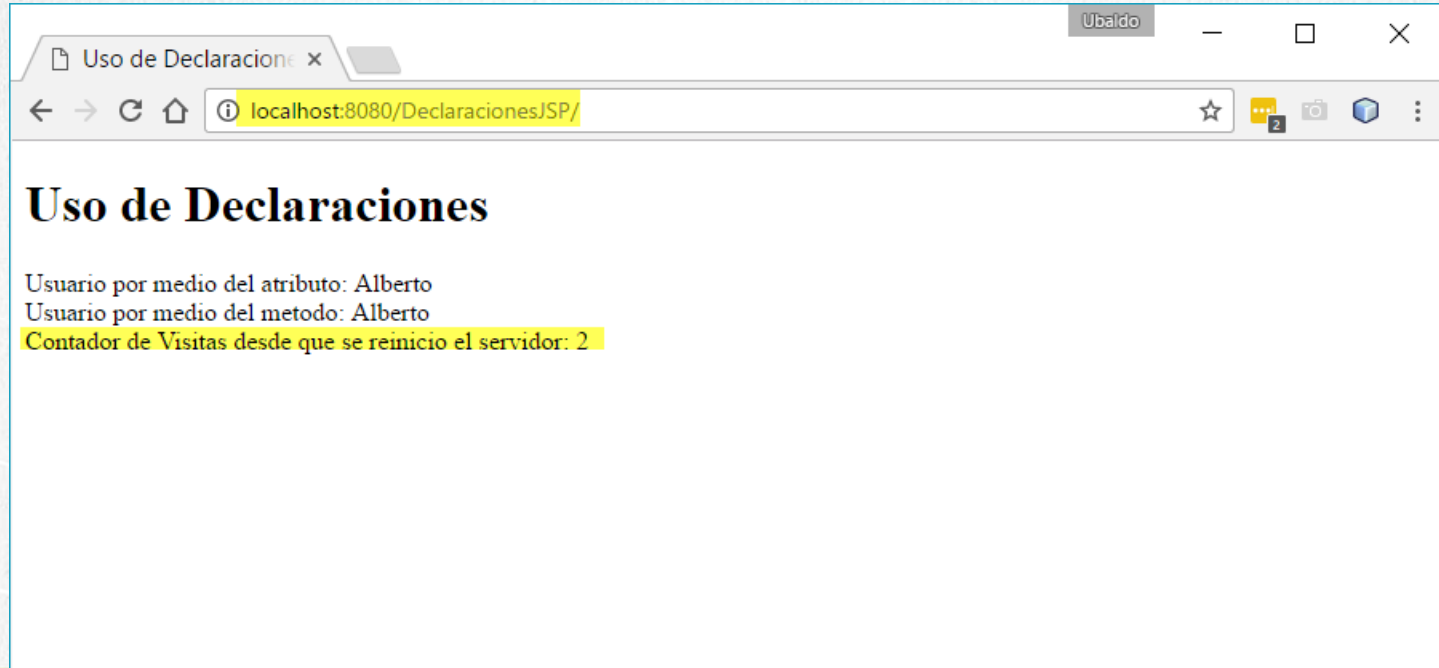 Ubaldo
Uso de Declaracione
localhost:8080/DeclaracionesJSP/
2
Uso de Declaraciones
Usuario por medio del atributo: Alberto
Usuario por medio del metodo: Alberto
Contador de Visitas desde que se reinicio el servidor: 2